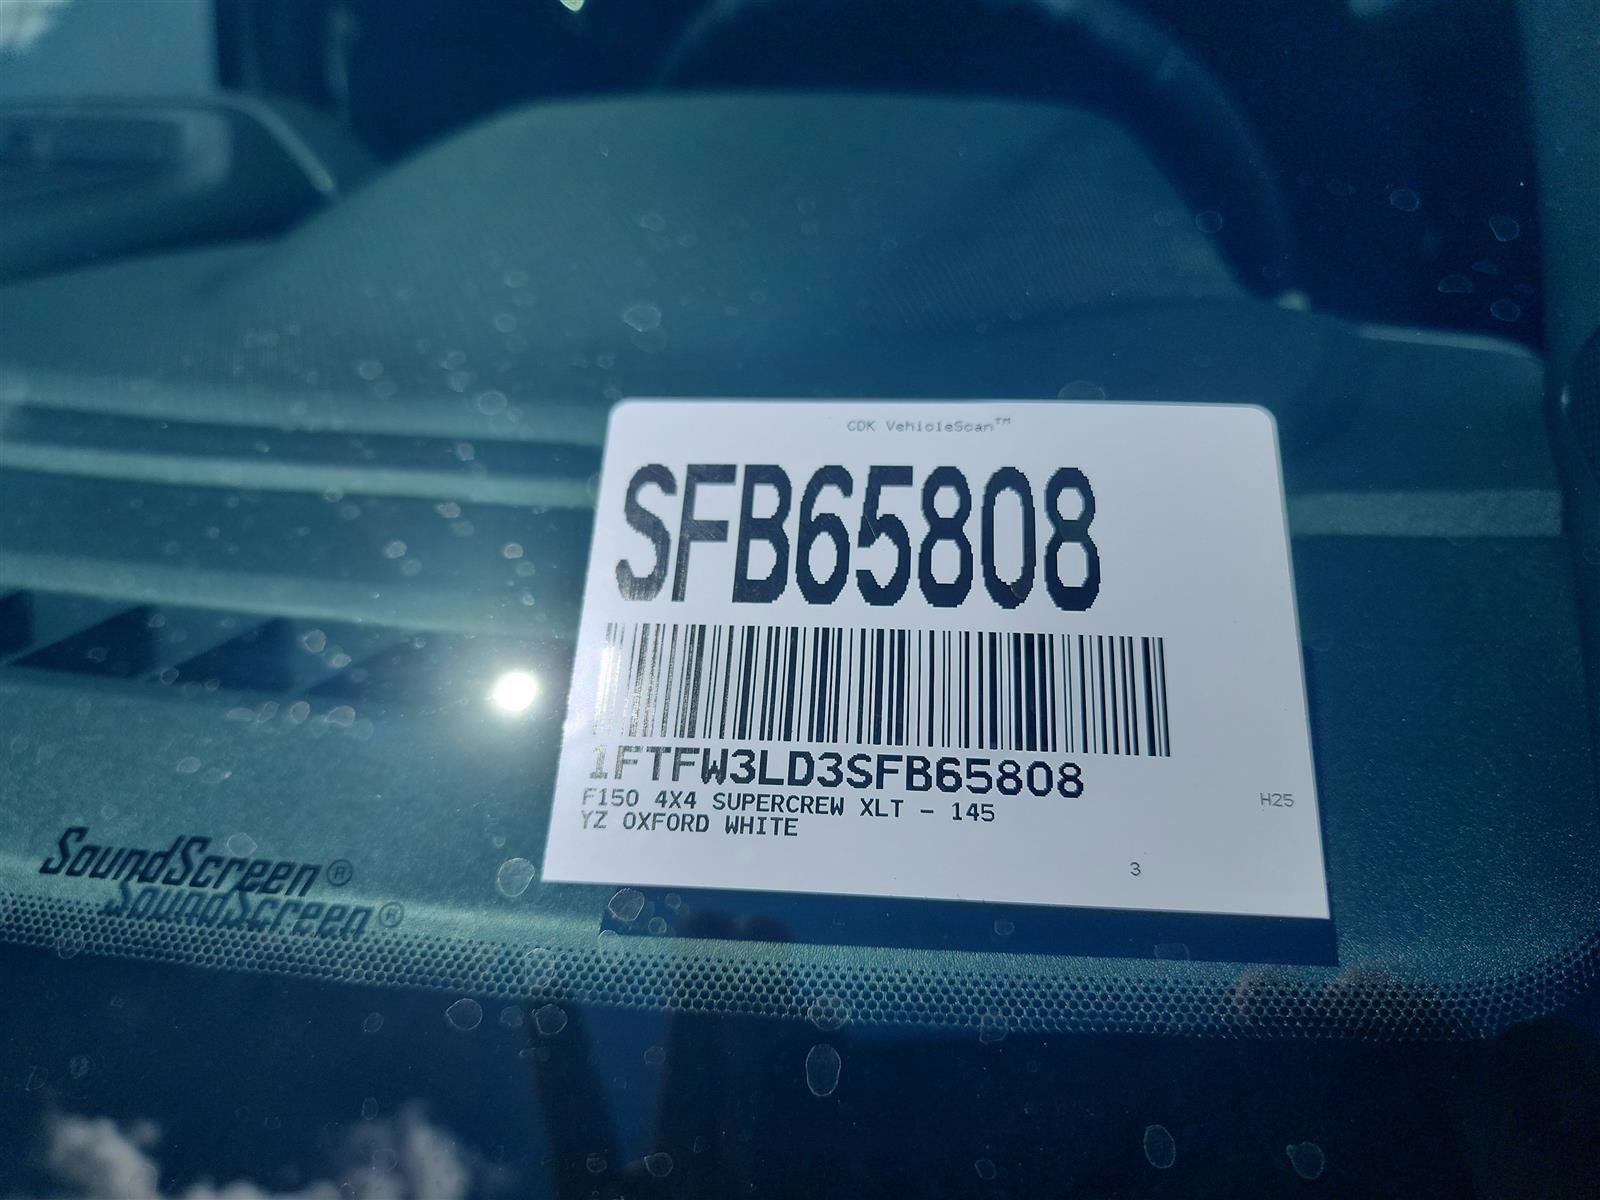 CDK VehicleScan™
SFB65808
1FTFW3LD3SFB65808
F150 4X4 SUPERCREW XLT - 145
H25
YZ OXFORD WHITE
3
SoundScreen®
SoundScreen®